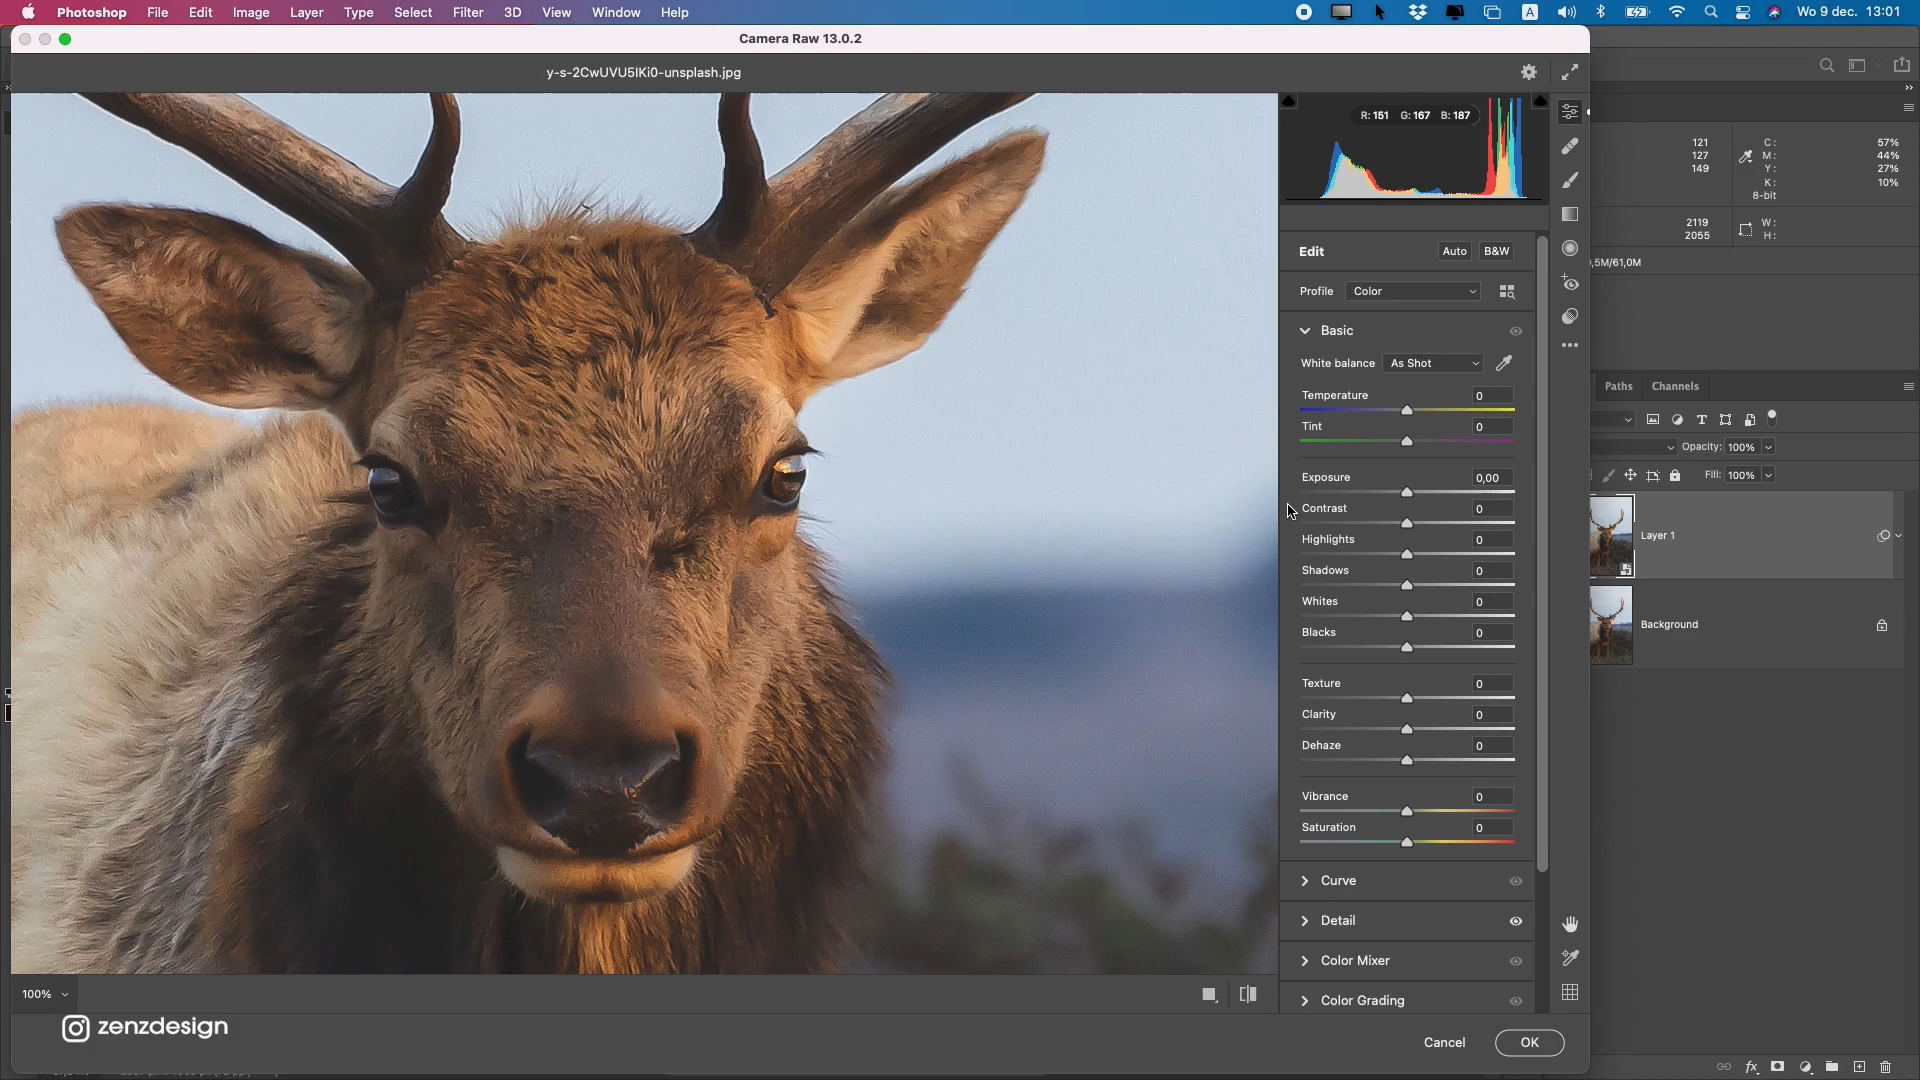 Photoshop File Edit Image Layer Type Select Filter 3D View Window Help A Wo 9 dec. 13:01
Camera Raw 13.0.2
y-s-2CwUVU5IKi0-unsplash.jpg
R: 151 G: 167 B: 187
121 C: 57%
127 M: 44%
149 Y: 27%
K: 10%
8-bit
2119 W:
2055 H:
,5M/61,0M
Edit Auto B&W
Profile Color
Basic
White balance As Shot
Temperature 0
Tint 0
Exposure 0,00
Contrast 0
Highlights 0
Shadows 0
Whites 0
Blacks 0
Texture 0
Clarity 0
Dehaze 0
Vibrance 0
Saturation 0
Curve
Detail
Color Mixer
Color Grading
Paths Channels
Opacity: 100%
Fill: 100%
Layer 1
Background
100%
zenzdesign
Cancel OK
fx